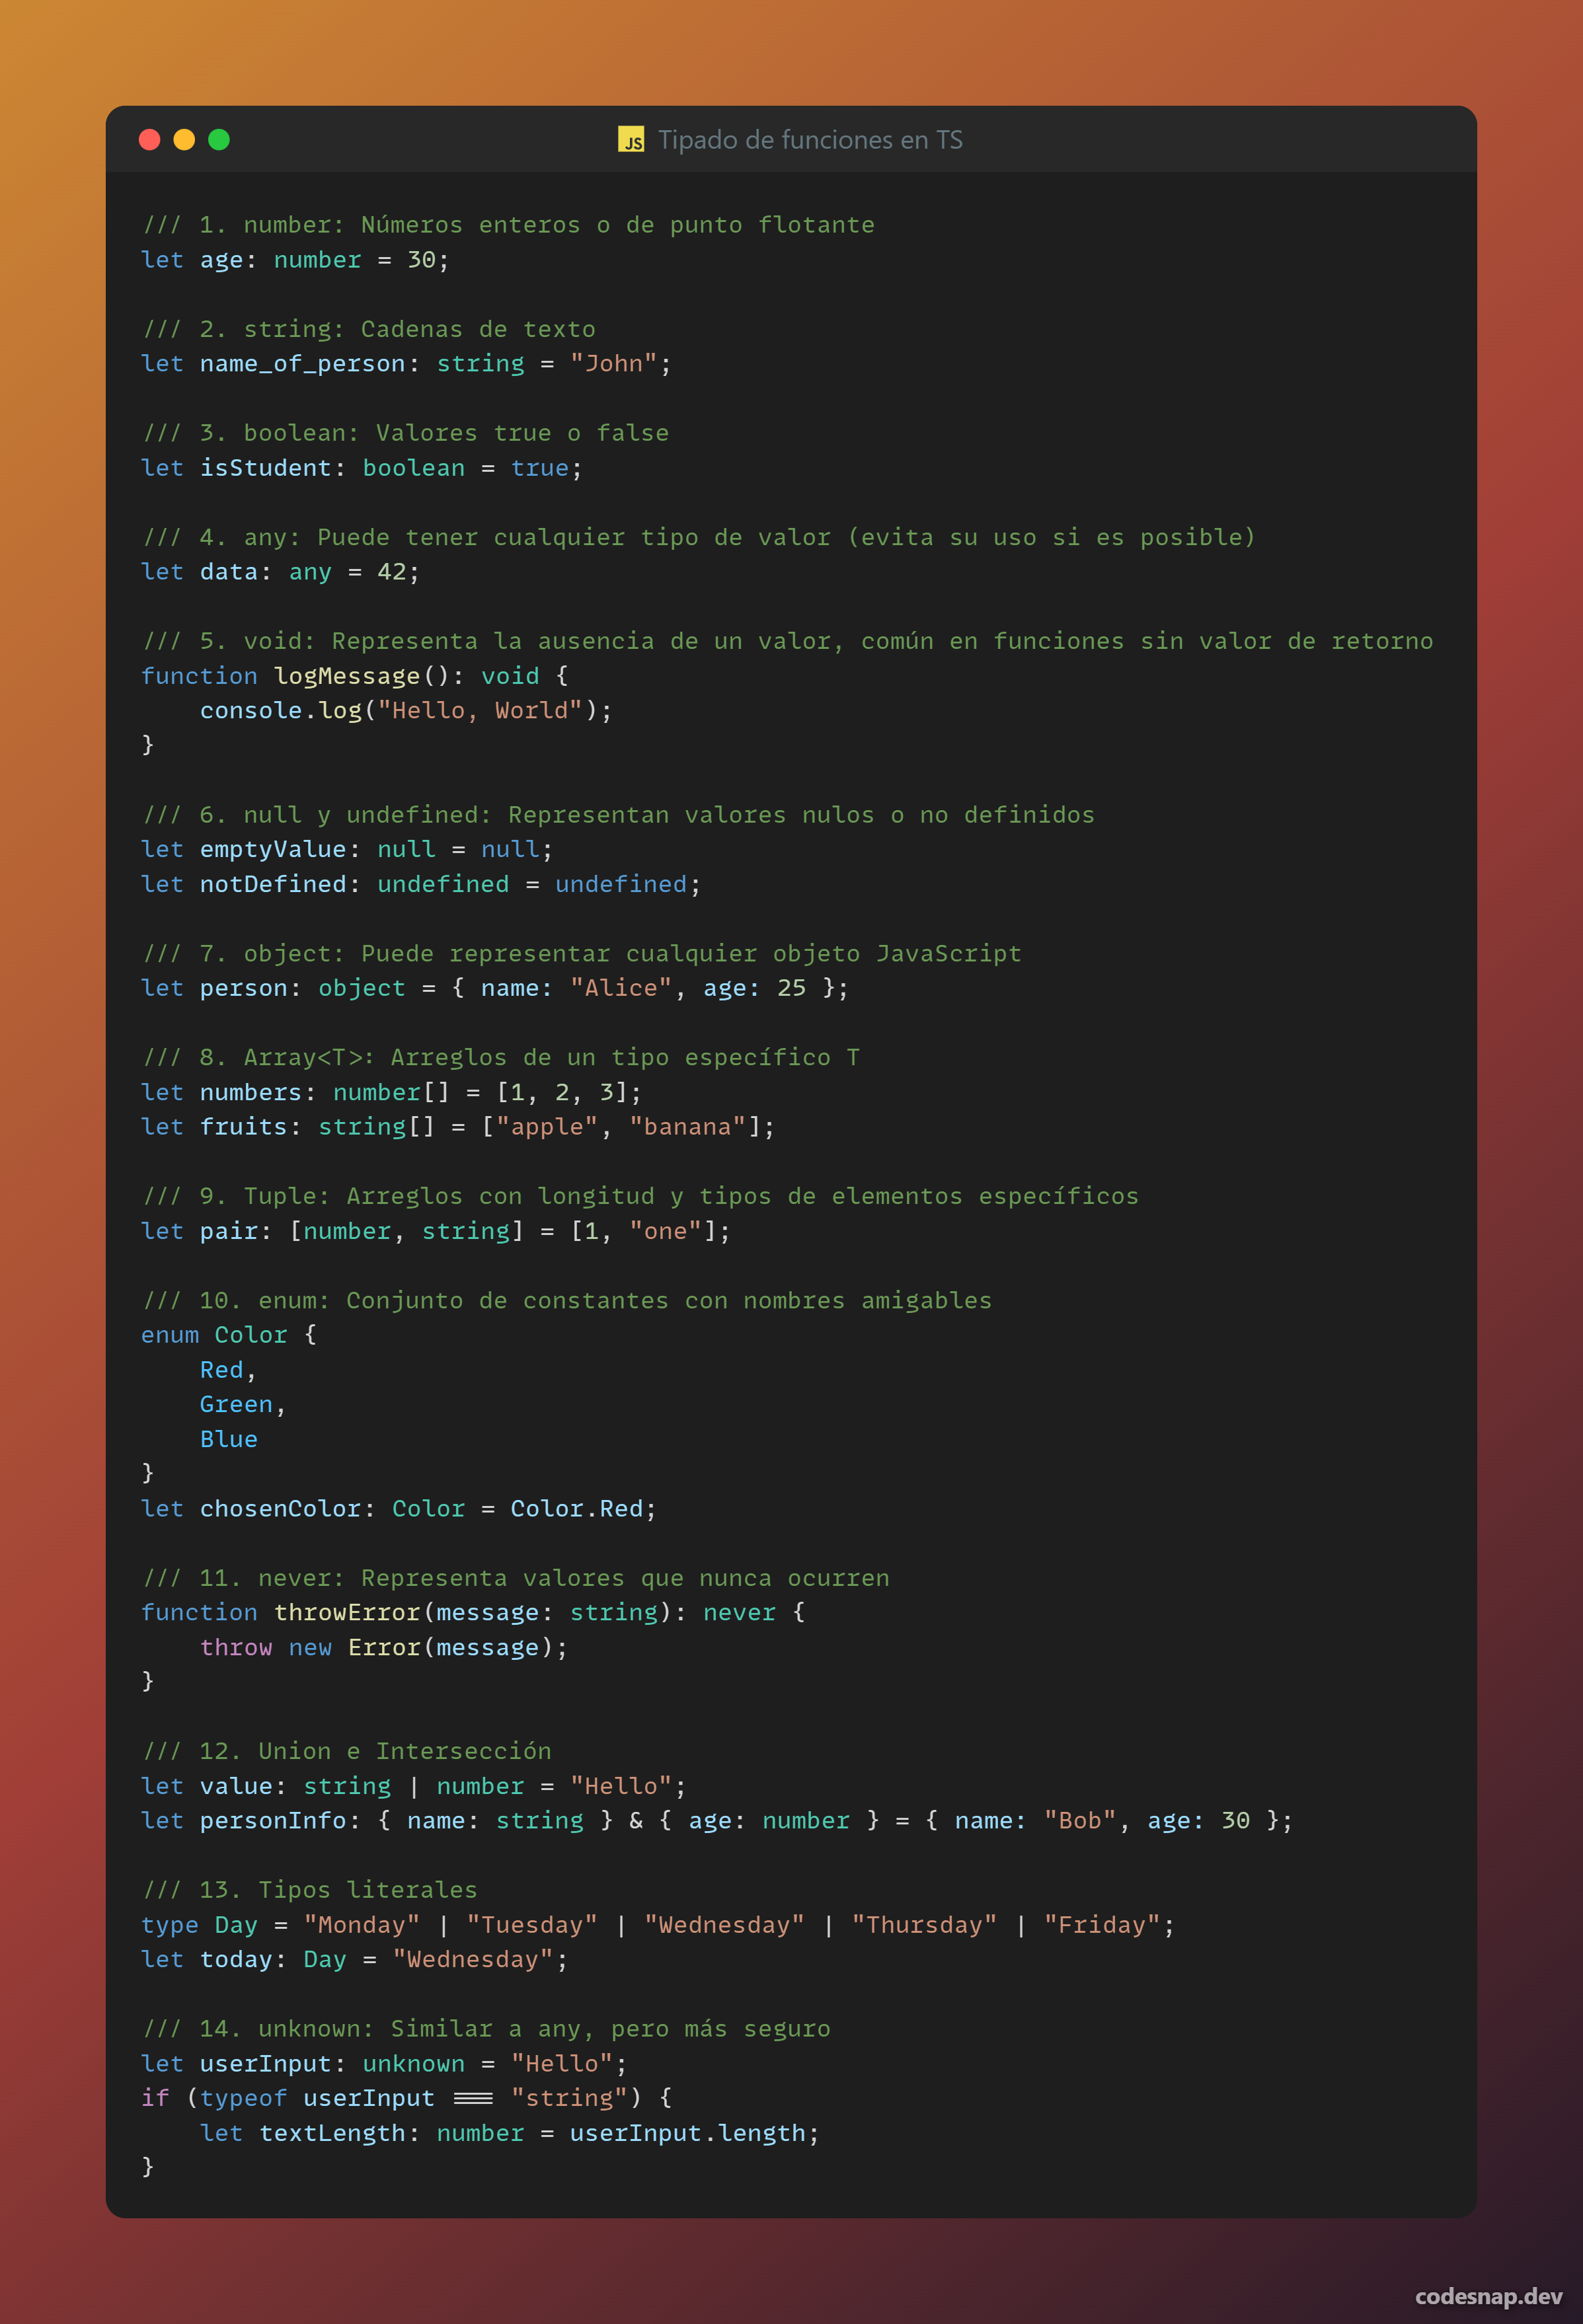 JS Tipado de funciones en TS
/// 1. number: Números enteros o de punto flotante
let age: number = 30;
/// 2. string: Cadenas de texto
let name_of_person: string = "John";
/// 3. boolean: Valores true o false
let isStudent: boolean = true;
/// 4. any: Puede tener cualquier tipo de valor (evita su uso si es posible)
let data: any = 42;
/// 5. void: Representa la ausencia de un valor, común en funciones sin valor de retorno
function logMessage(): void {
    console.log("Hello, World");
}
/// 6. null y undefined: Representan valores nulos o no definidos
let emptyValue: null = null;
let notDefined: undefined = undefined;
/// 7. object: Puede representar cualquier objeto JavaScript
let person: object = { name: "Alice", age: 25 };
/// 8. Array<T>: Arreglos de un tipo específico T
let numbers: number[] = [1, 2, 3];
let fruits: string[] = ["apple", "banana"];
/// 9. Tuple: Arreglos con longitud y tipos de elementos específicos
let pair: [number, string] = [1, "one"];
/// 10. enum: Conjunto de constantes con nombres amigables
enum Color {
    Red,
    Green,
    Blue
}
let chosenColor: Color = Color.Red;
/// 11. never: Representa valores que nunca ocurren
function throwError(message: string): never {
    throw new Error(message);
}
/// 12. Union e Intersección
let value: string | number = "Hello";
let personInfo: { name: string } & { age: number } = { name: "Bob", age: 30 };
/// 13. Tipos literales
type Day = "Monday" | "Tuesday" | "Wednesday" | "Thursday" | "Friday";
let today: Day = "Wednesday";
/// 14. unknown: Similar a any, pero más seguro
let userInput: unknown = "Hello";
if (typeof userInput === "string") {
    let textLength: number = userInput.length;
}
codesnap.dev